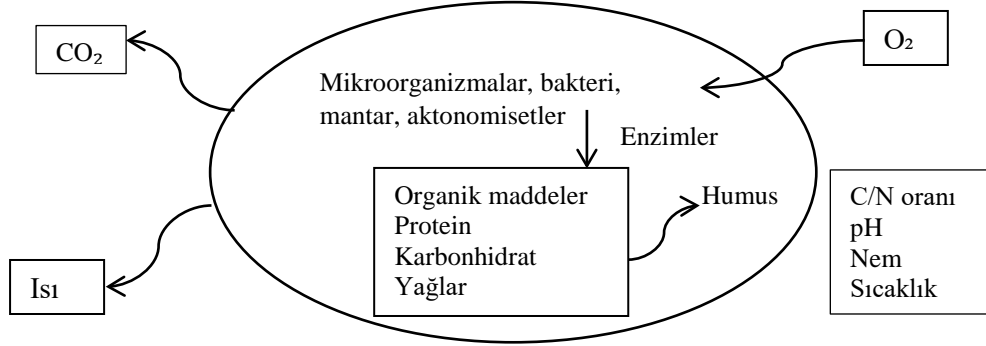 CO₂
O₂
Mikroorganizmalar, bakteri,
mantar, aktonomisetler
Enzimler
Organik maddeler
Protein
Karbonhidrat
Yağlar
Humus
C/N oranı
pH
Nem
Sıcaklık
Isı